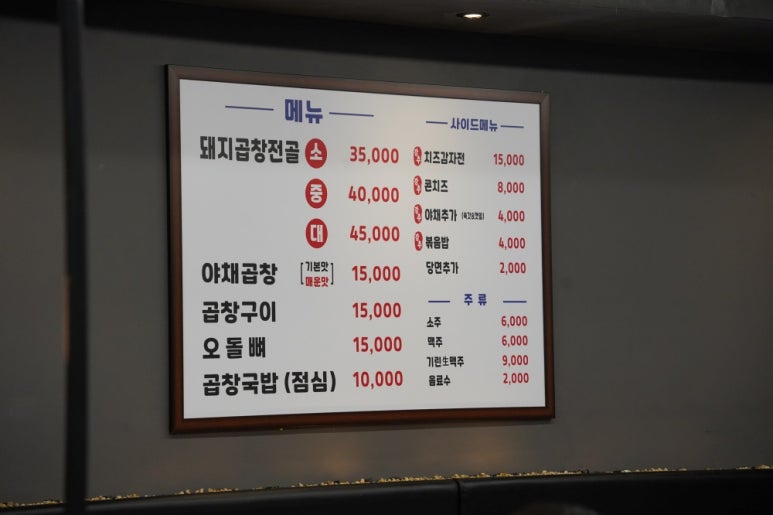 메뉴
돼지곱창전골 소 35,000
중 40,000
대 45,000
야채곱창 [기본맛 매운맛] 15,000
곱창구이 15,000
오돌뼈 15,000
곱창국밥 (점심) 10,000
사이드메뉴
치즈감자전 15,000
콘치즈 8,000
야채추가 4,000
볶음밥 4,000
당면추가 2,000
주류
소주 6,000
맥주 6,000
기린生맥주 9,000
음료수 2,000